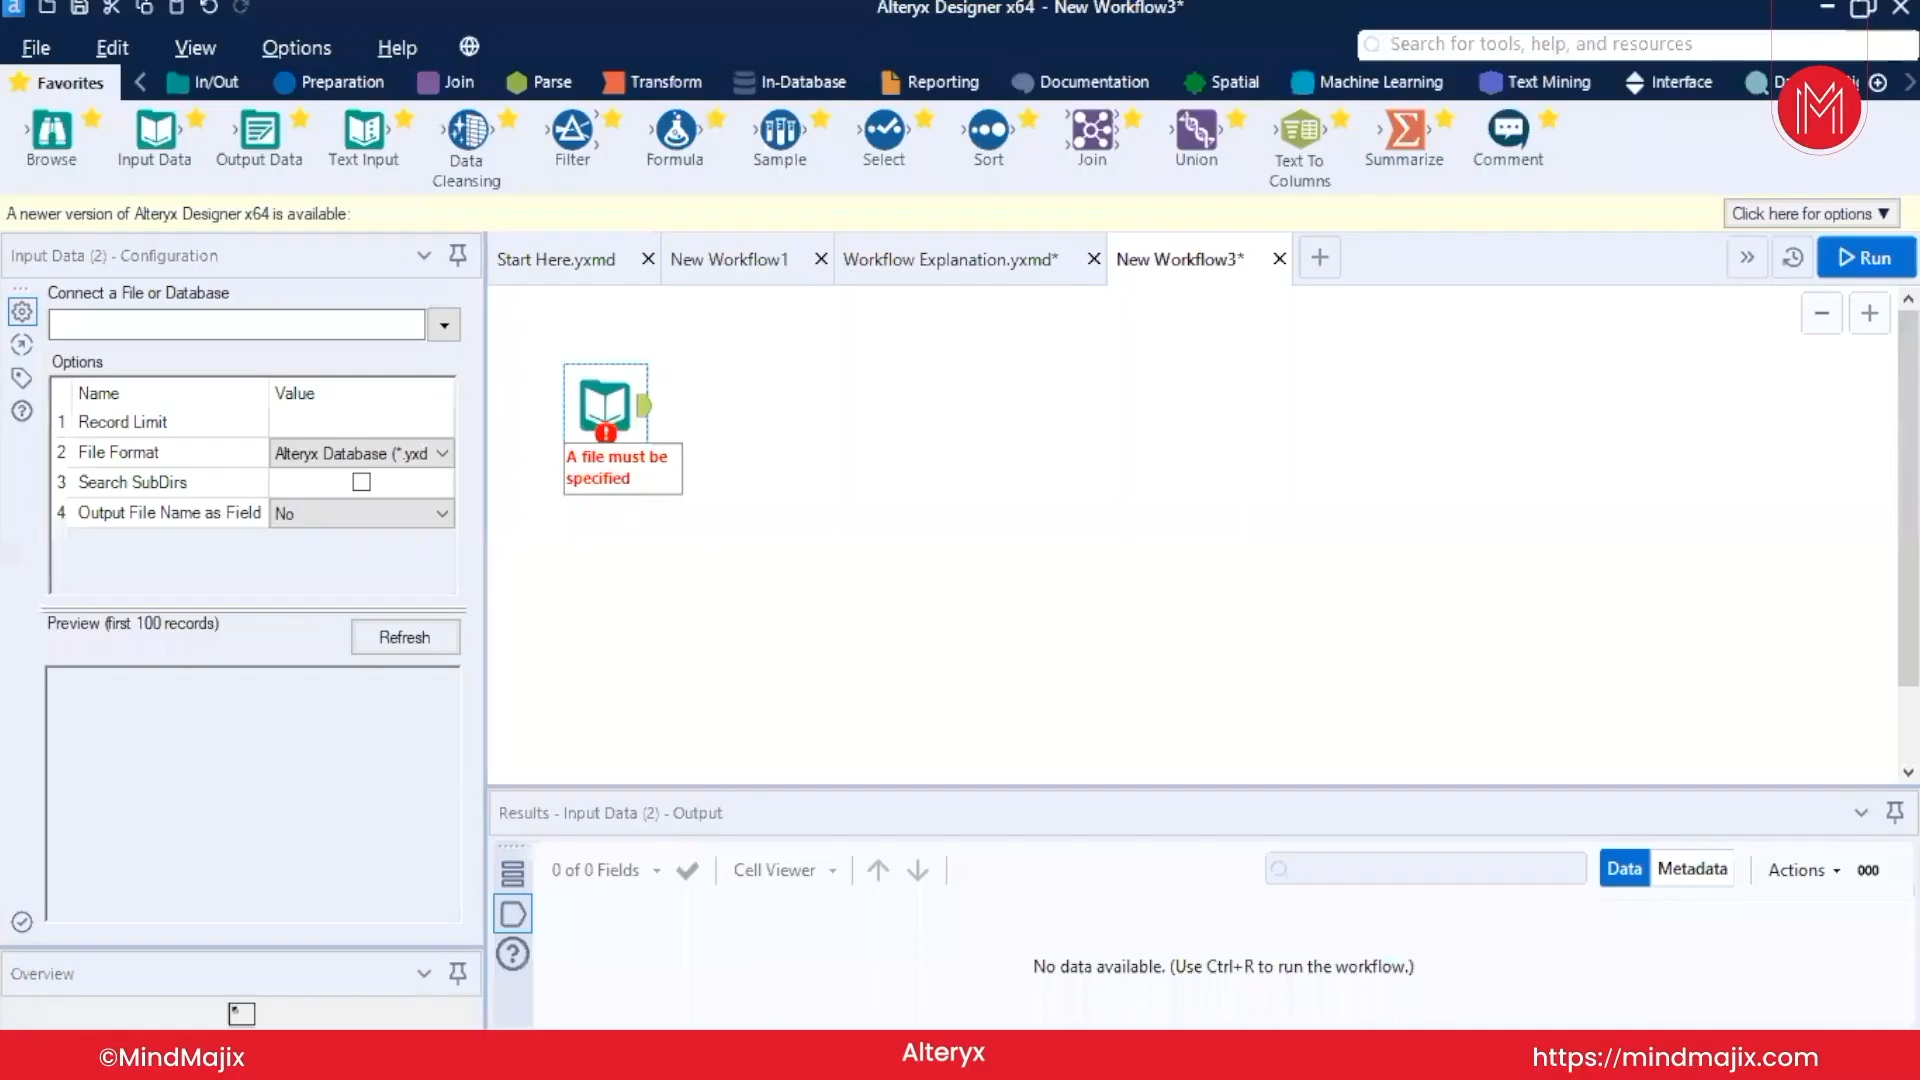 Alteryx Designer x64 - New Workflow3*
File Edit View Options Help
Search for tools, help, and resources
Favorites In/Out Preparation Join Parse Transform In-Database Reporting Documentation Spatial Machine Learning Text Mining Interface
Browse Input Data Output Data Text Input Data Cleansing Filter Formula Sample Select Sort Join Union Text To Columns Summarize Comment
A newer version of Alteryx Designer x64 is available:
Click here for options ▼
Input Data (2) - Configuration
Start Here.yxmd New Workflow1 Workflow Explanation.yxmd* New Workflow3*
Run
Connect a File or Database
Options
Name Value
1 Record Limit
2 File Format Alteryx Database (*.yxd
3 Search SubDirs
4 Output File Name as Field No
A file must be
specified
Preview (first 100 records)
Refresh
Results - Input Data (2) - Output
0 of 0 Fields Cell Viewer Data Metadata Actions 000
No data available. (Use Ctrl+R to run the workflow.)
Overview
©MindMajix
Alteryx
https://mindmajix.com